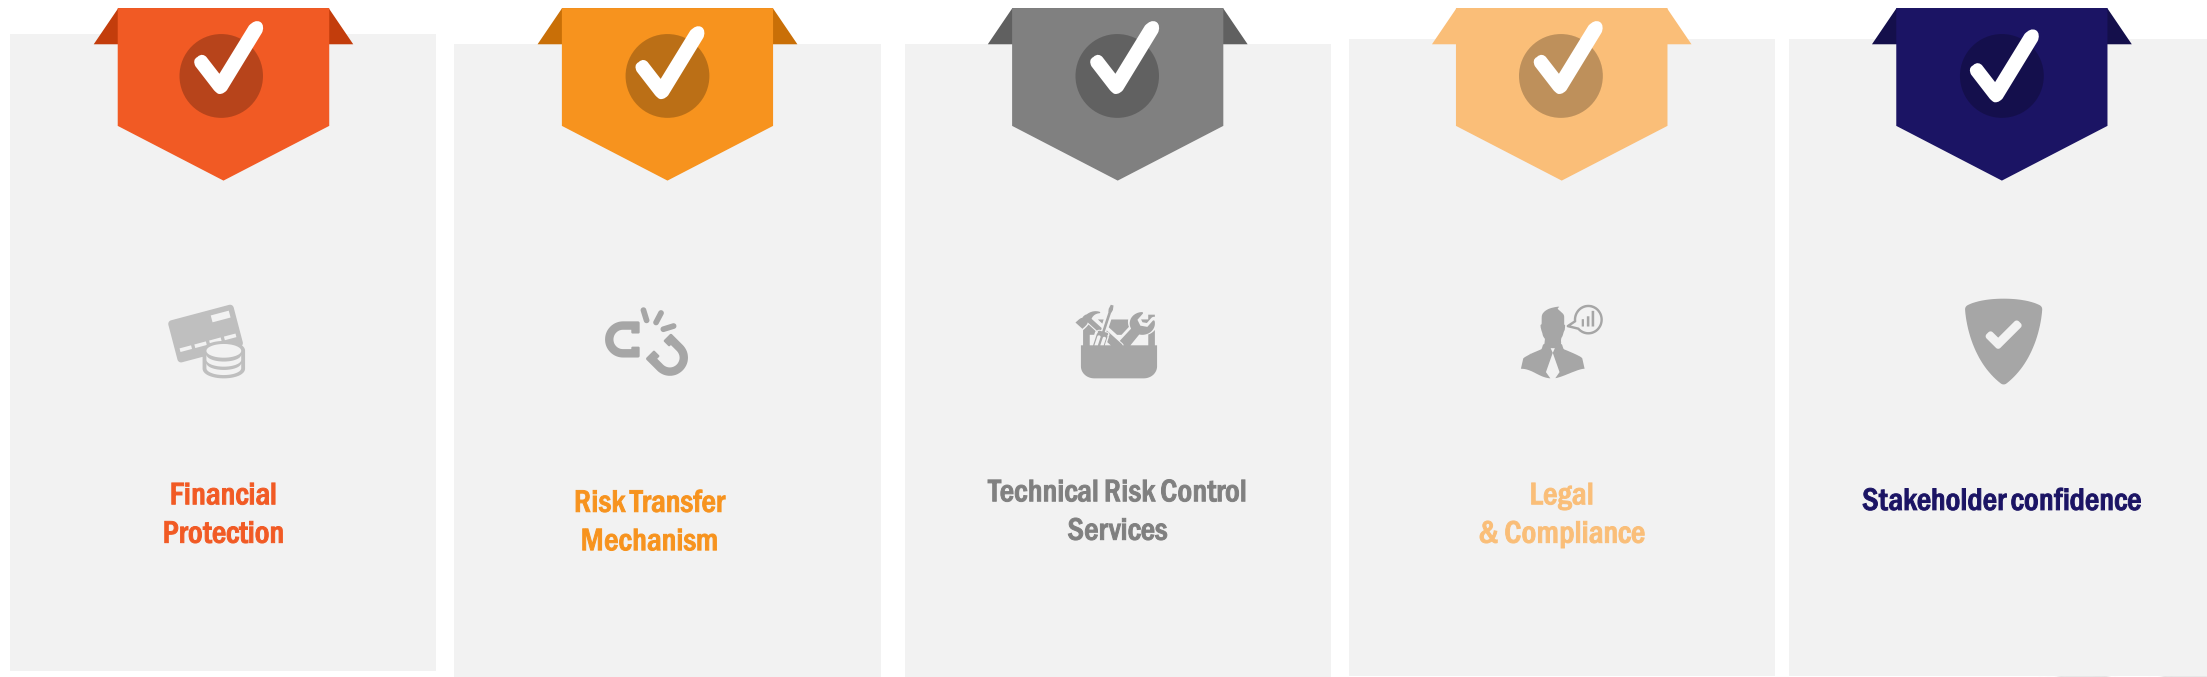 Financial
Protection
Risk Transfer
Mechanism
Technical Risk Control
Services
Legal
& Compliance
Stakeholder confidence